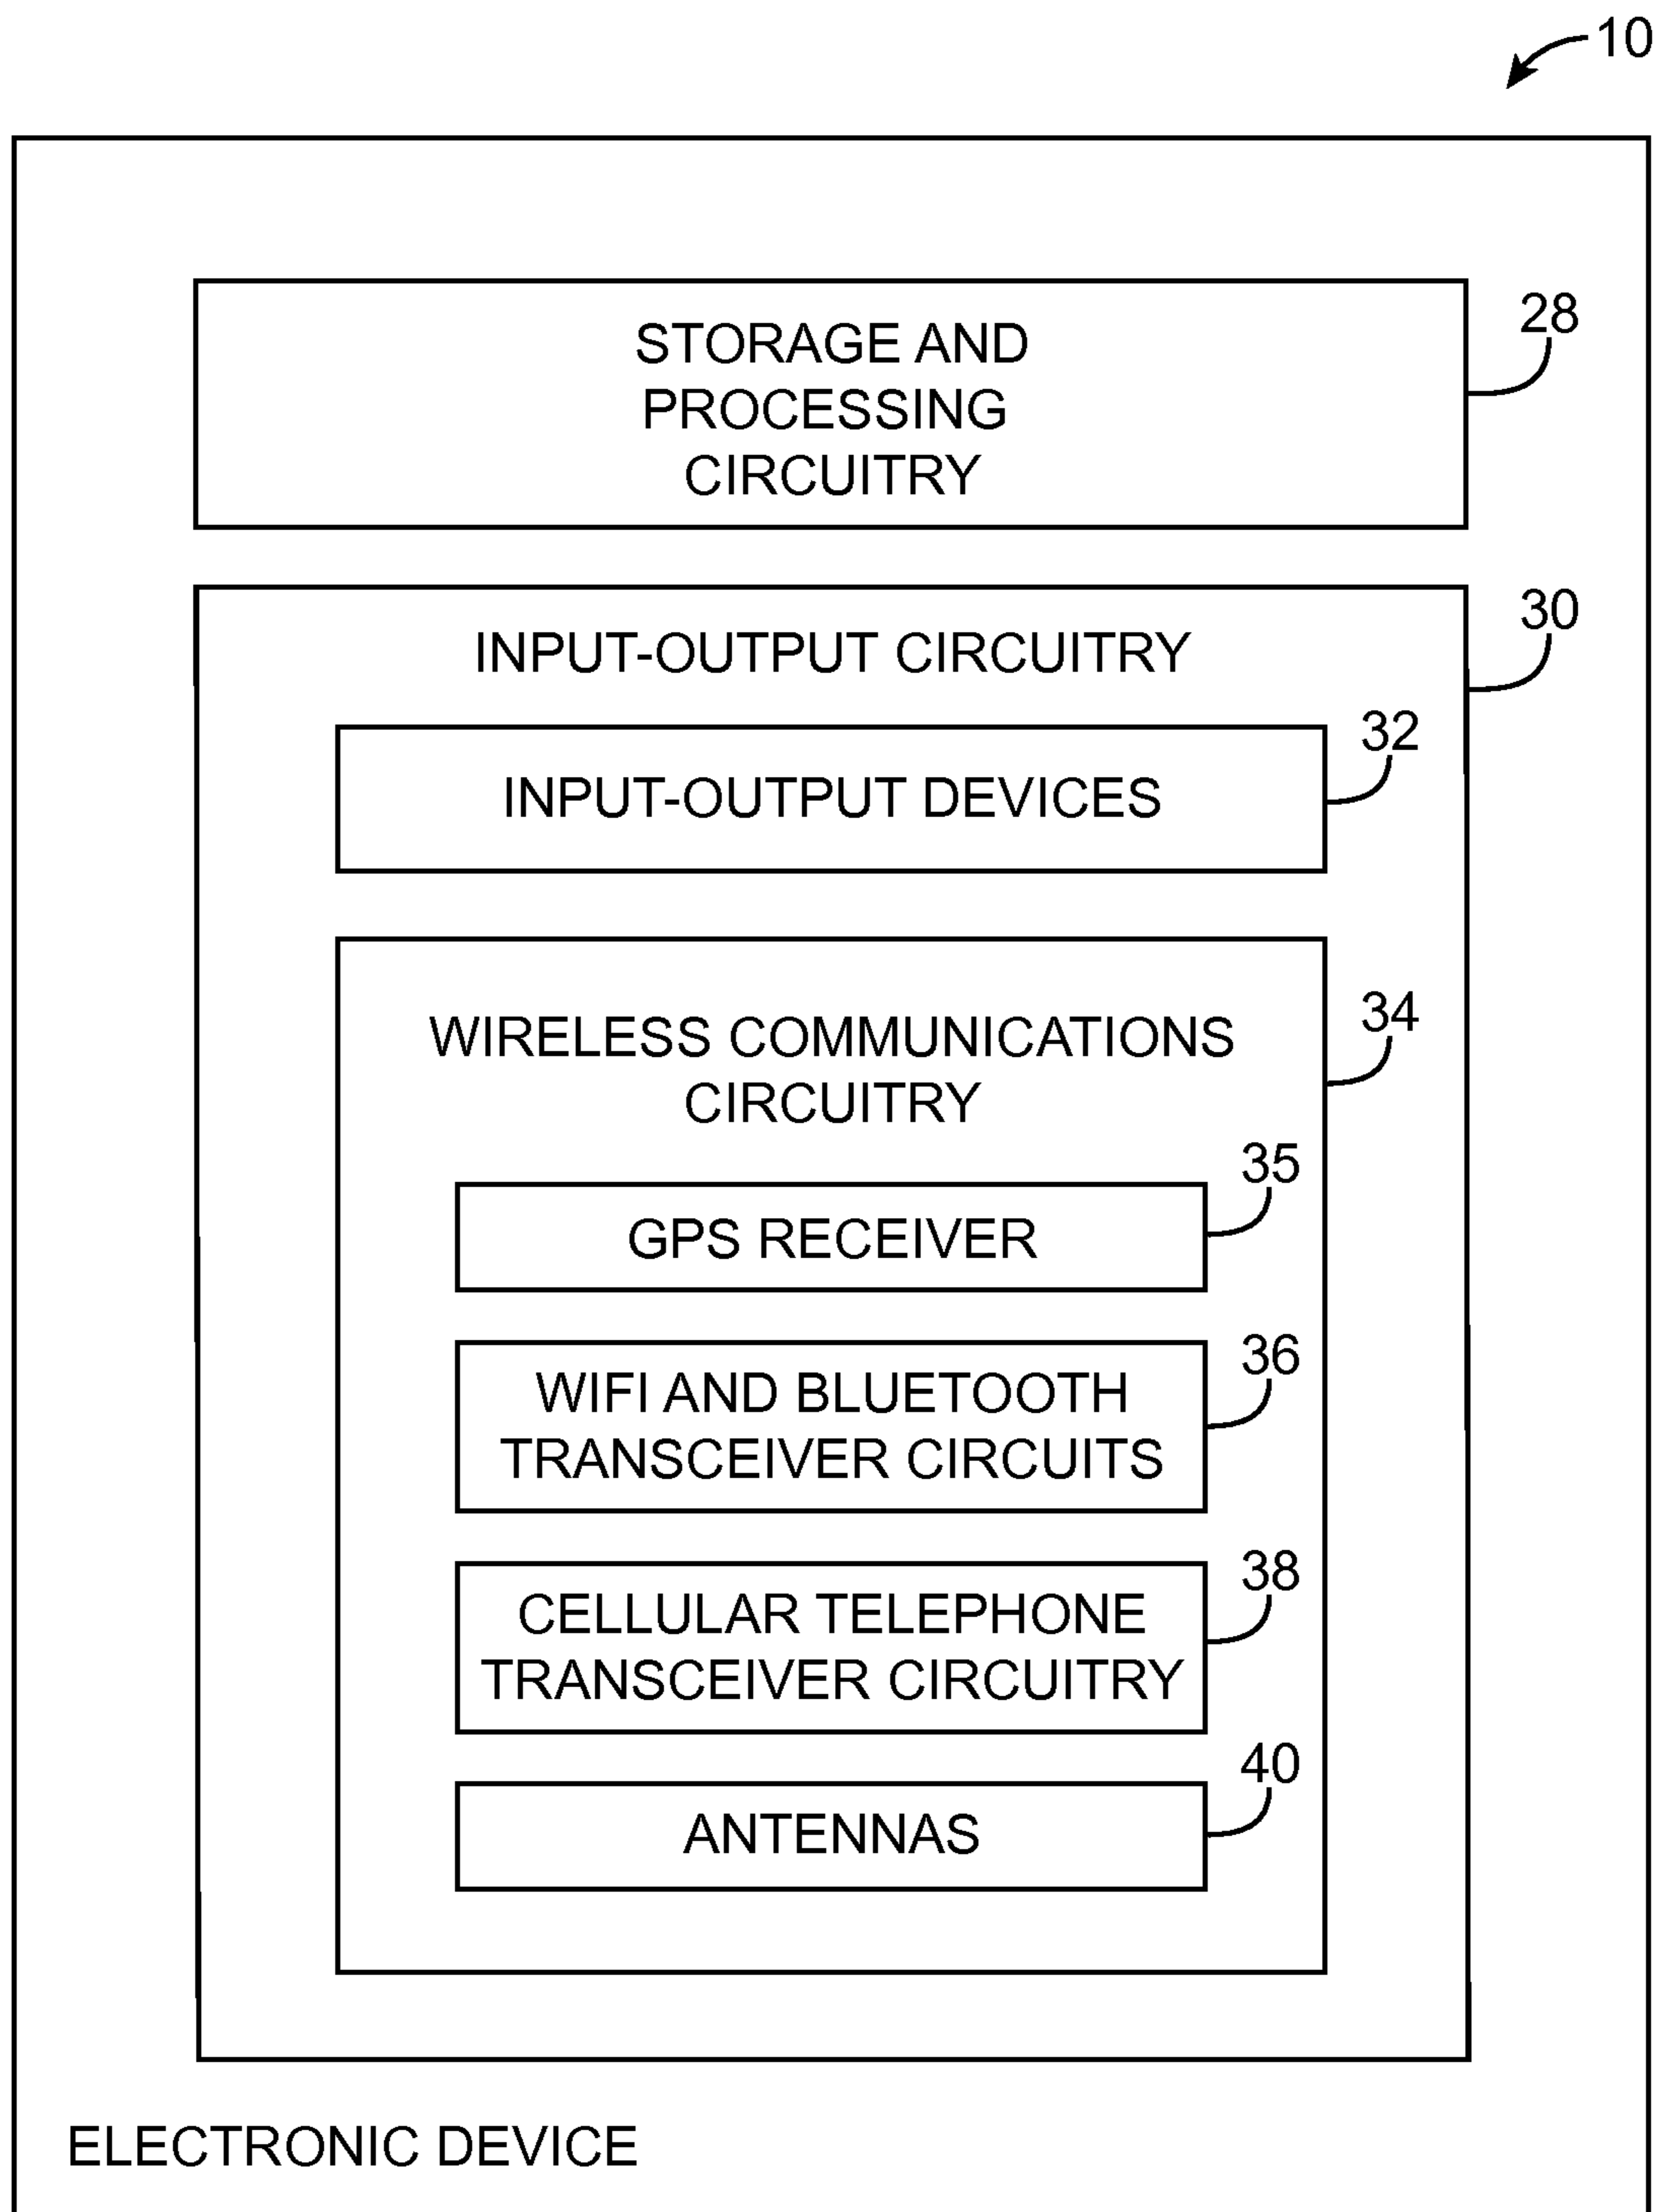 10
STORAGE AND
PROCESSING
CIRCUITRY
28
INPUT-OUTPUT CIRCUITRY
30
INPUT-OUTPUT DEVICES
32
WIRELESS COMMUNICATIONS
CIRCUITRY
34
GPS RECEIVER
35
WIFI AND BLUETOOTH
TRANSCEIVER CIRCUITS
36
CELLULAR TELEPHONE
TRANSCEIVER CIRCUITRY
38
ANTENNAS
40
ELECTRONIC DEVICE